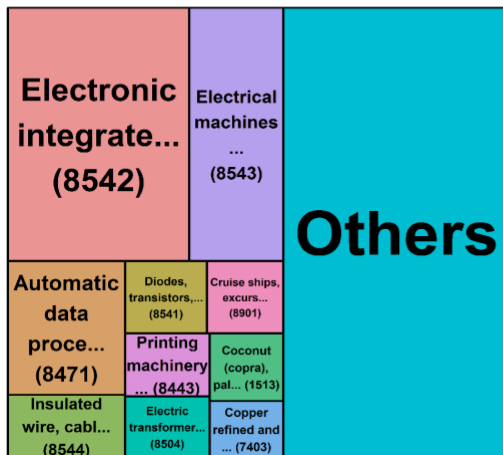 Electronic
integrate...
(8542)
Electrical
machines
...
(8543)
Others
Automatic
data
proce...
(8471)
Diodes,
transistors,...
(8541)
Cruise ships,
excurs...
(8901)
Printing
machinery
... (8443)
Coconut
(copra),
pal... (1513)
Insulated
wire, cabl...
(8544)
Electric
transformer...
(8504)
Copper
refined and
... (7403)